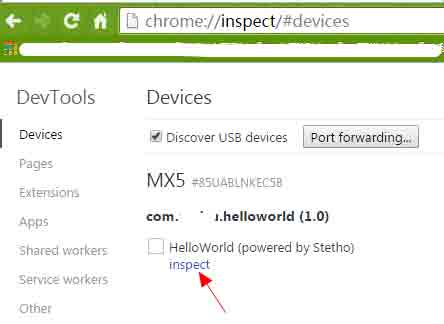 chrome://inspect/#devices
DevTools
Devices
Pages
Extensions
Apps
Shared workers
Service workers
Other
Devices
Discover USB devices
Port forwarding...
MX5 #85UABLNKEC5B
com. u.helloworld (1.0)
HelloWorld (powered by Stetho)
inspect